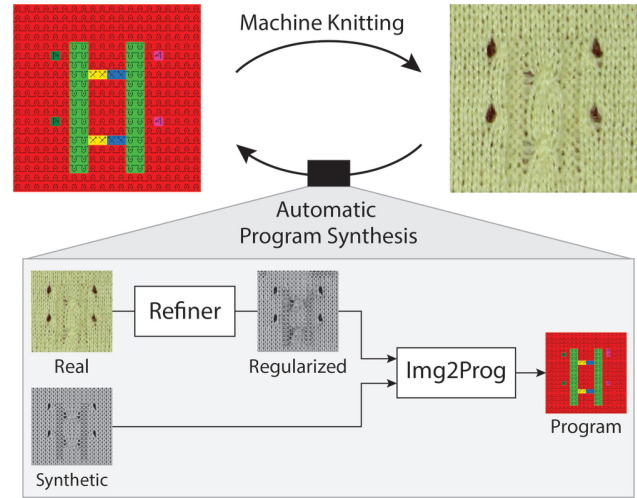 Machine Knitting
Automatic
Program Synthesis
Refiner
Real
Regularized
Img2Prog
Program
Synthetic